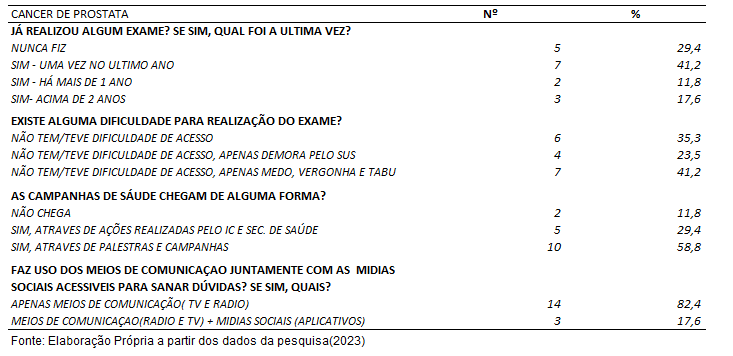 CANCER DE PROSTATA Nº %
JÁ REALIZOU ALGUM EXAME? SE SIM, QUAL FOI A ULTIMA VEZ?
NUNCA FIZ 5 29,4
SIM - UMA VEZ NO ULTIMO ANO 7 41,2
SIM - HÁ MAIS DE 1 ANO 2 11,8
SIM- ACIMA DE 2 ANOS 3 17,6
EXISTE ALGUMA DIFICULDADE PARA REALIZAÇÃO DO EXAME?
NÃO TEM/TEVE DIFICULDADE DE ACESSO 6 35,3
NÃO TEM/TEVE DIFICULDADE DE ACESSO, APENAS DEMORA PELO SUS 4 23,5
NÃO TEM/TEVE DIFICULDADE DE ACESSO, APENAS MEDO, VERGONHA E TABU 7 41,2
AS CAMPANHAS DE SÁUDE CHEGAM DE ALGUMA FORMA?
NÃO CHEGA 2 11,8
SIM, ATRAVES DE AÇÕES REALIZADAS PELO IC E SEC. DE SAÚDE 5 29,4
SIM, ATRAVES DE PALESTRAS E CAMPANHAS 10 58,8
FAZ USO DOS MEIOS DE COMUNICAÇAO JUNTAMENTE COM AS MIDIAS
SOCIAIS ACESSIVEIS PARA SANAR DÚVIDAS? SE SIM, QUAIS?
APENAS MEIOS DE COMUNICAÇÃO( TV E RADIO) 14 82,4
MEIOS DE COMUNICAÇAO(RADIO E TV) + MIDIAS SOCIAIS (APLICATIVOS) 3 17,6
Fonte: Elaboração Própria a partir dos dados da pesquisa(2023)